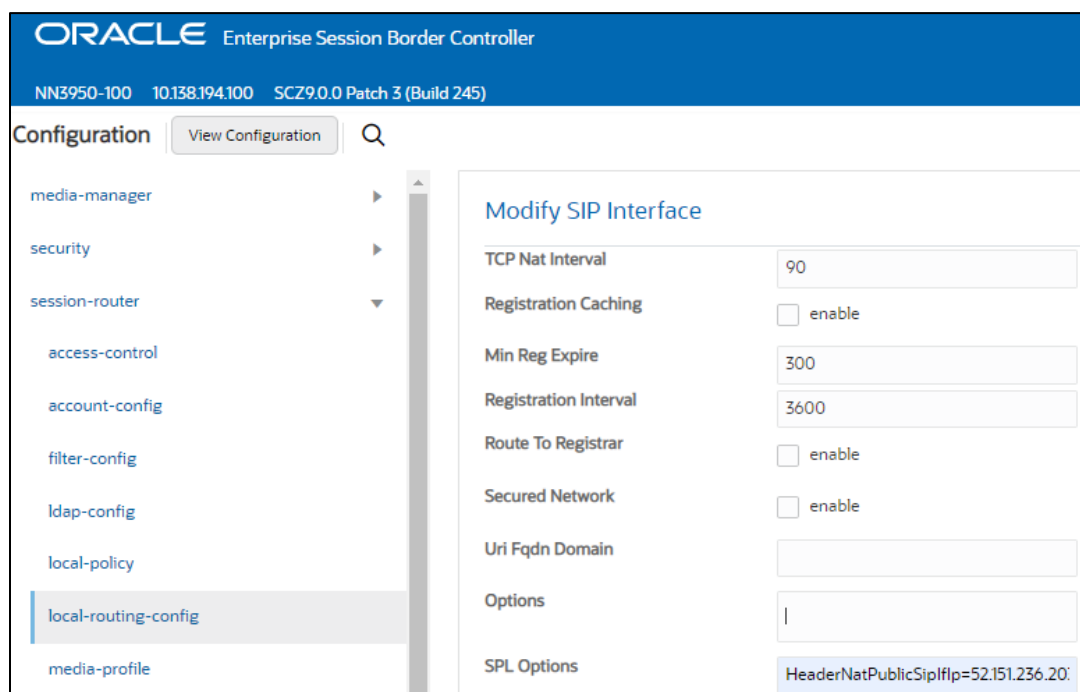 ORACLE Enterprise Session Border Controller
NN3950-100 10.138.194.100 SCZ9.0.0 Patch 3 (Build 245)
Configuration View Configuration
media-manager
security
session-router
access-control
account-config
filter-config
ldap-config
local-policy
local-routing-config
media-profile
Modify SIP Interface
TCP Nat Interval 90
Registration Caching enable
Min Reg Expire 300
Registration Interval 3600
Route To Registrar enable
Secured Network enable
Uri Fqdn Domain
Options
SPL Options HeaderNatPublicSipIfIp=52.151.236.20